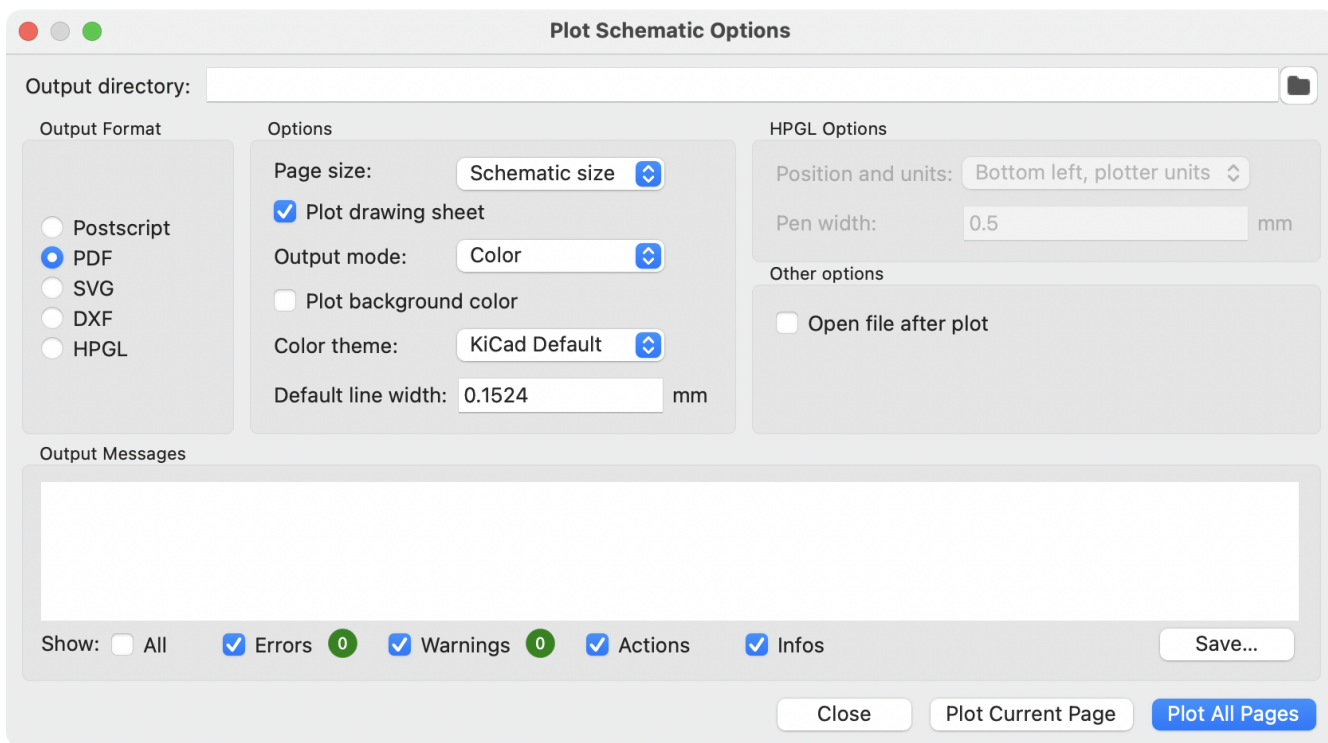 Plot Schematic Options
Output directory:
Output Format
Postscript
PDF
SVG
DXF
HPGL
Options
Page size: Schematic size
Plot drawing sheet
Output mode: Color
Plot background color
Color theme: KiCad Default
Default line width: 0.1524 mm
HPGL Options
Position and units: Bottom left, plotter units
Pen width: 0.5 mm
Other options
Open file after plot
Output Messages
Show: All Errors 0 Warnings 0 Actions Infos Save...
Close Plot Current Page Plot All Pages